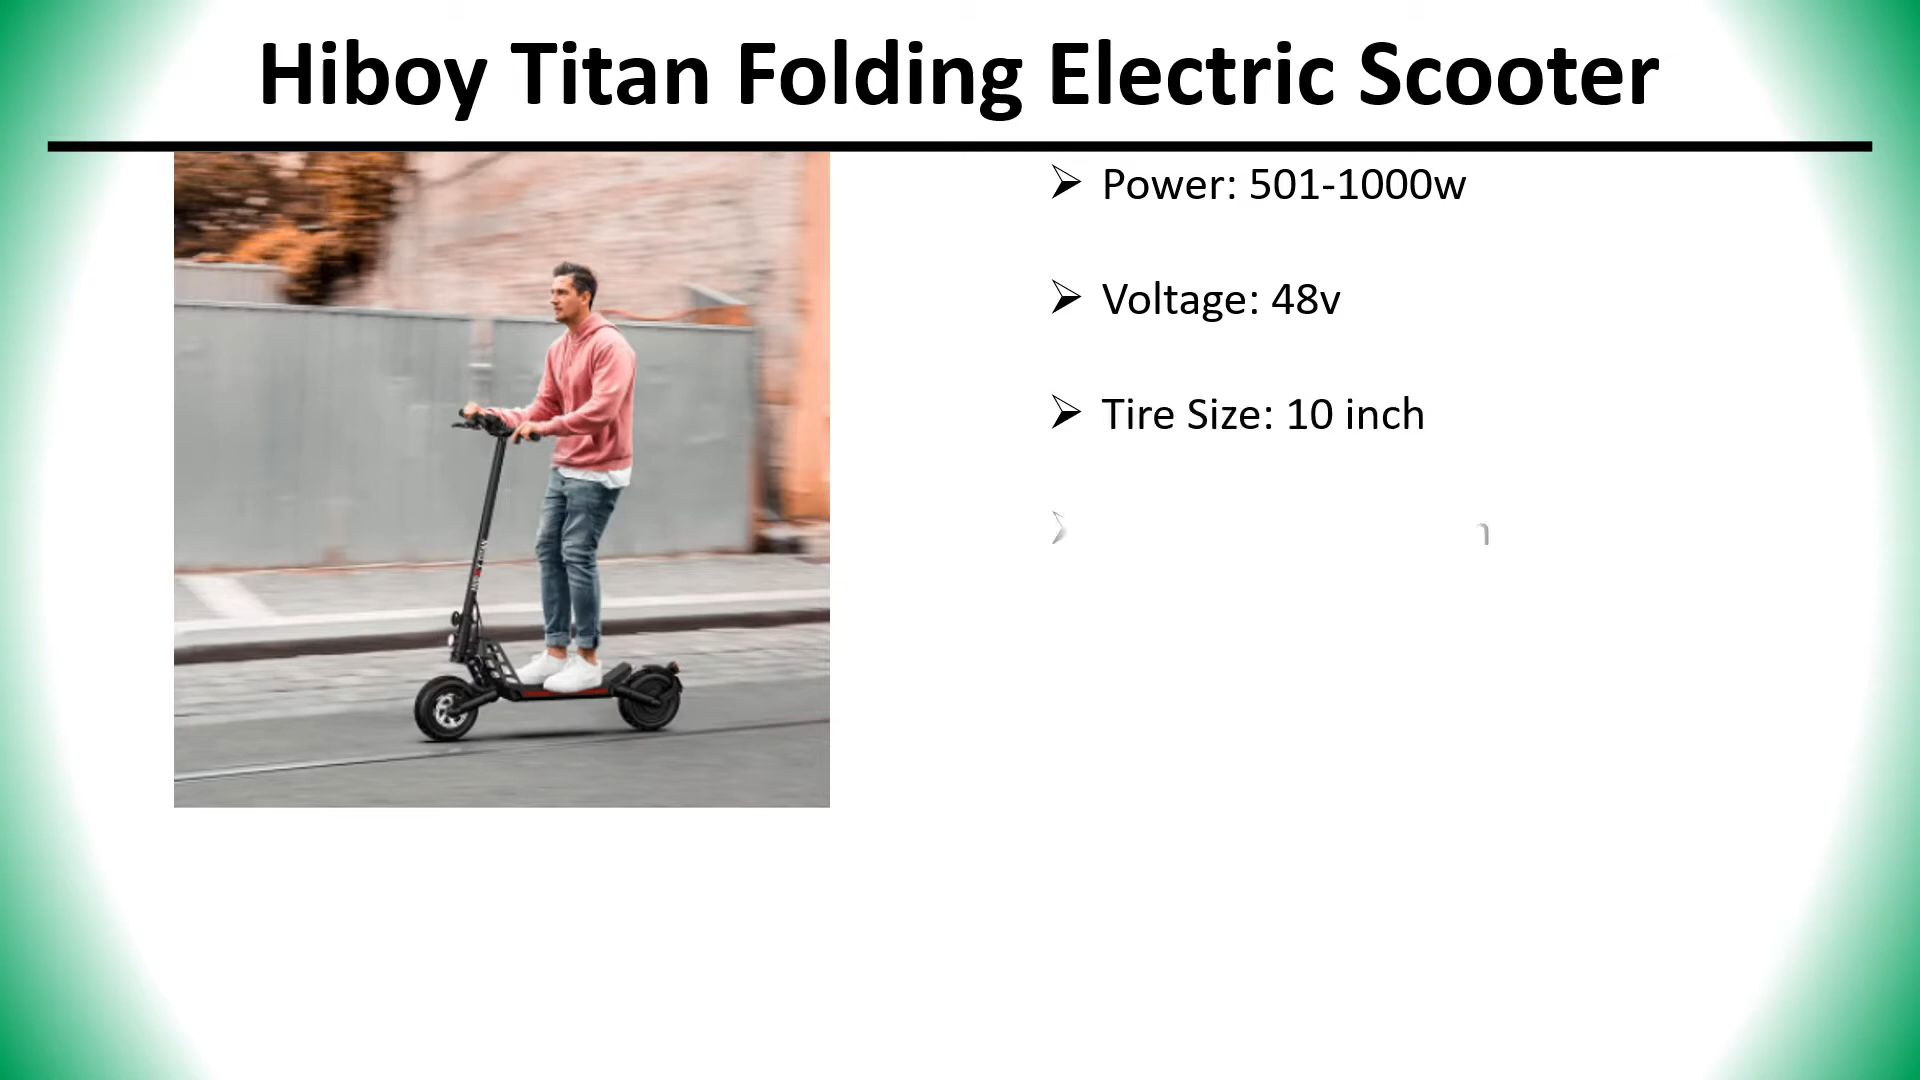 Hiboy Titan Folding Electric Scooter
➢ Power: 501-1000w
➢ Voltage: 48v
➢ Tire Size: 10 inch